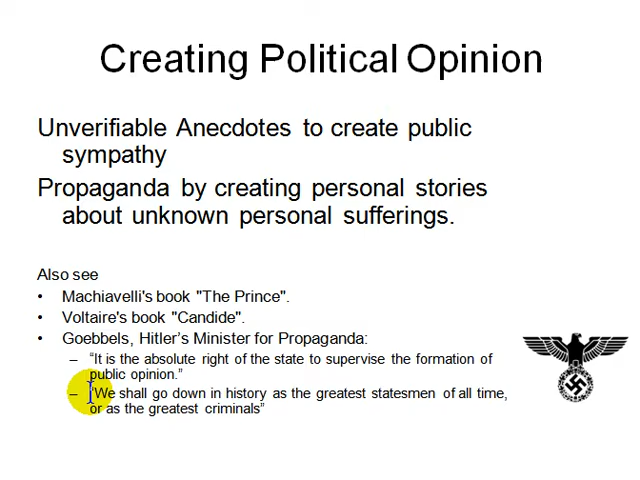 Creating Political Opinion
Unverifiable Anecdotes to create public
sympathy
Propaganda by creating personal stories
about unknown personal sufferings.
Also see
• Machiavelli's book "The Prince".
• Voltaire's book "Candide".
• Goebbels, Hitler’s Minister for Propaganda:
– “It is the absolute right of the state to supervise the formation of
public opinion.”
– “We shall go down in history as the greatest statesmen of all time,
or as the greatest criminals”